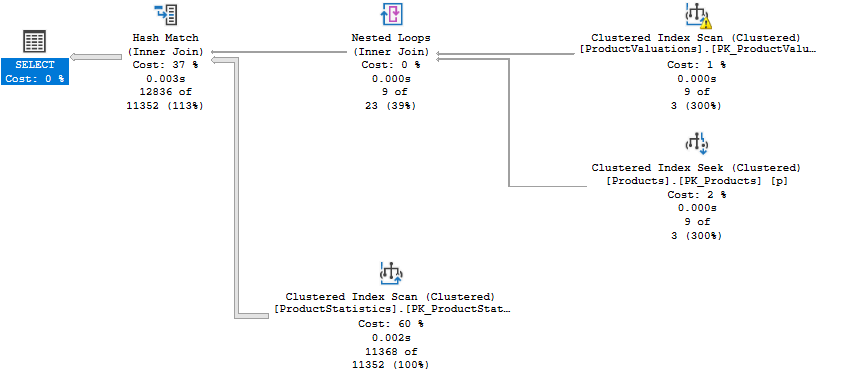 SELECT
Cost: 0 %
Hash Match
(Inner Join)
Cost: 37 %
0.003s
12836 of
11352 (113%)
Nested Loops
(Inner Join)
Cost: 0 %
0.000s
9 of
23 (39%)
Clustered Index Scan (Clustered)
[ProductValuations].[PK_ProductValu…
Cost: 1 %
0.000s
9 of
3 (300%)
Clustered Index Seek (Clustered)
[Products].[PK_Products] [p]
Cost: 2 %
0.000s
9 of
3 (300%)
Clustered Index Scan (Clustered)
[ProductStatistics].[PK_ProductStat…
Cost: 60 %
0.002s
11368 of
11352 (100%)